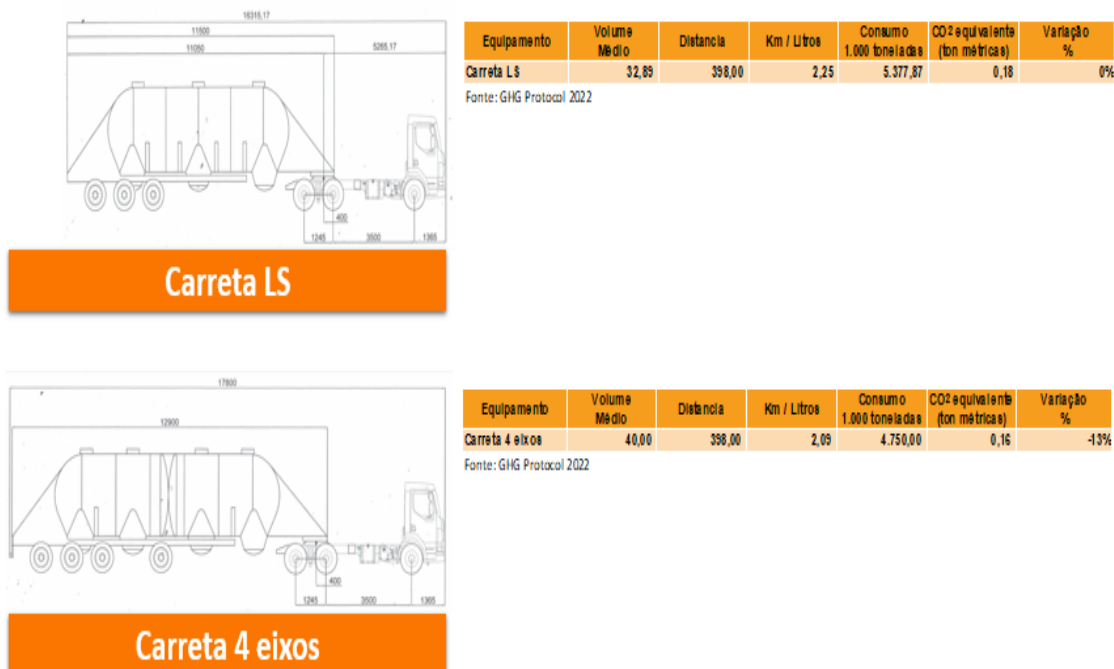 16315,17
11500
11050 5265,17
400
1245 3500 1365
Carreta LS
Equipamento Volume Médio Distancia Km / Litros Consumo 1.000 toneladas CO² equivalente (ton métricas) Variação %
Carreta LS 32,89 398,00 2,25 5.377,87 0,18 0%
Fonte: GHG Protocol 2022
17800
12900
400
1245 3500 1365
Carreta 4 eixos
Equipamento Volume Médio Distancia Km / Litros Consumo 1.000 toneladas CO² equivalente (ton métricas) Variação %
Carreta 4 eixos 40,00 398,00 2,09 4.750,00 0,16 -13%
Fonte: GHG Protocol 2022